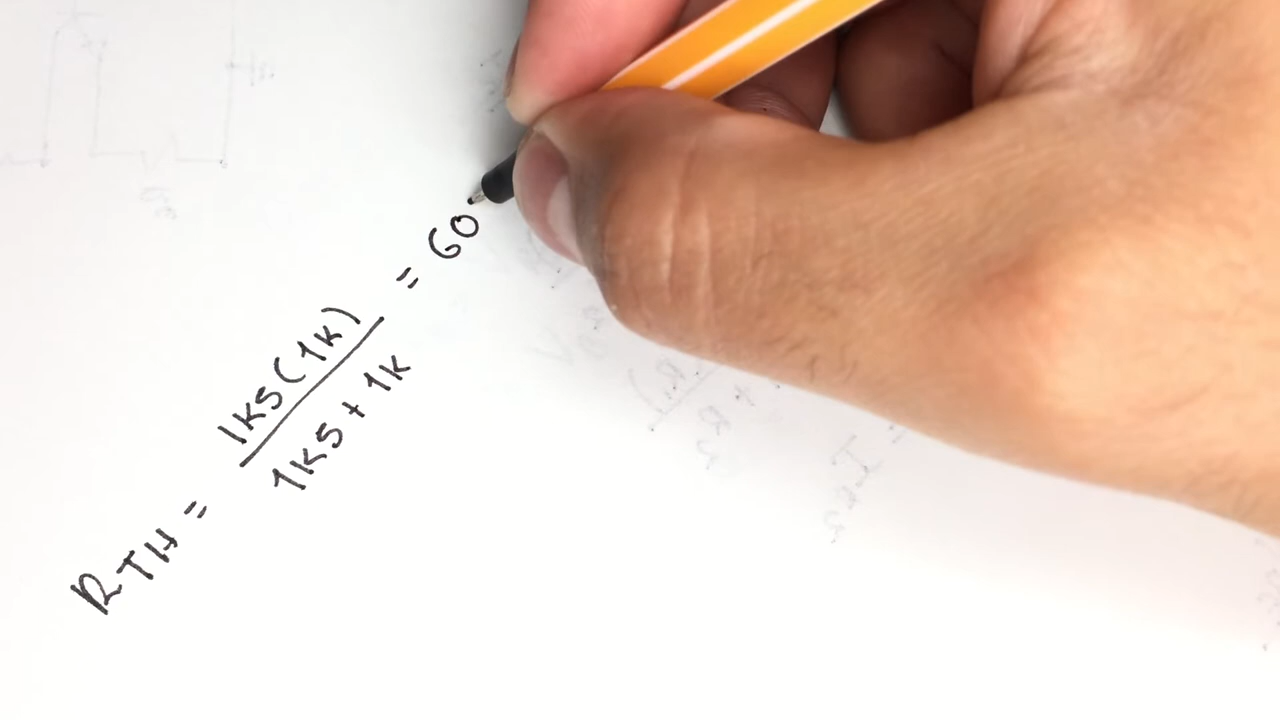 RTH = 1K5(1K) / 1K5 + 1K = 60